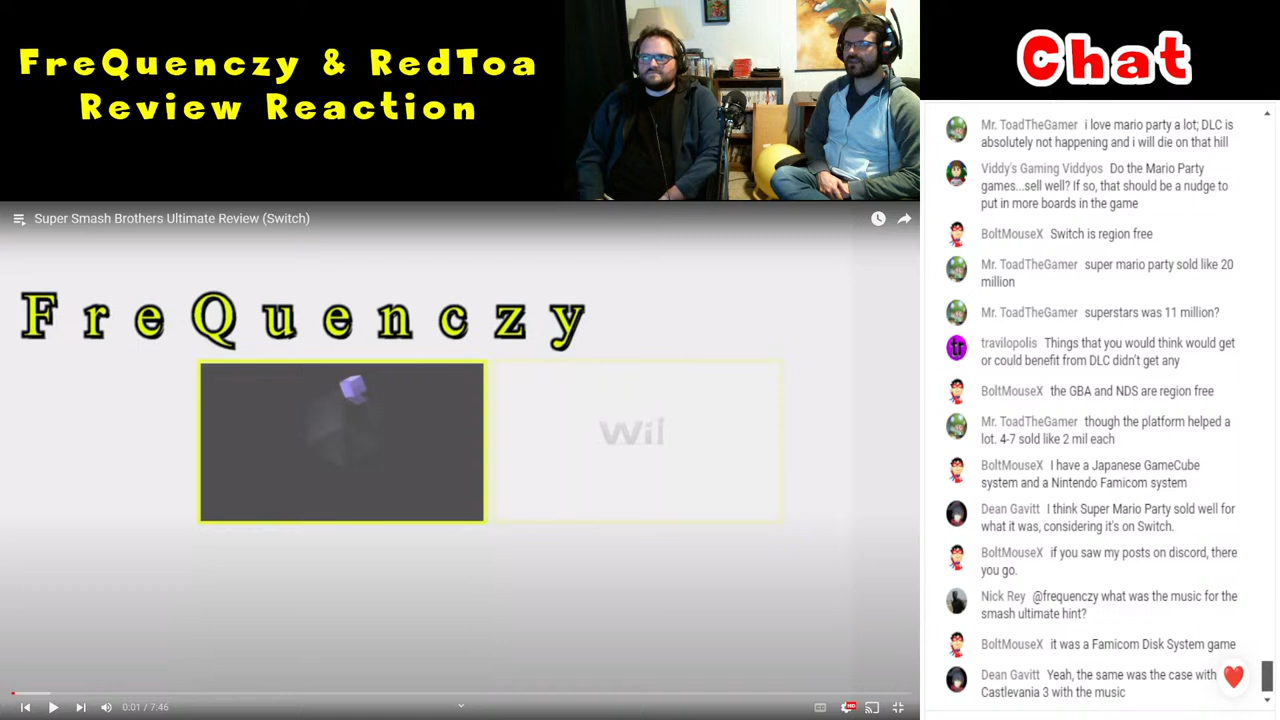 FreQuenczy & RedToa
Review Reaction
Chat
Super Smash Brothers Ultimate Review (Switch)
FreQuenczy
Wil
0:01 / 7:46
HD
CC
Mr. ToadTheGamer i love mario party a lot; DLC is
absolutely not happening and i will die on that hill
Viddy's Gaming Viddyos Do the Mario Party
games...sell well? If so, that should be a nudge to
put in more boards in the game
BoltMouseX Switch is region free
Mr. ToadTheGamer super mario party sold like 20
million
Mr. ToadTheGamer superstars was 11 million?
tr
travilopolis Things that you would think would get
or could benefit from DLC didn't get any
BoltMouseX the GBA and NDS are region free
Mr. ToadTheGamer though the platform helped a
lot. 4-7 sold like 2 mil each
BoltMouseX I have a Japanese GameCube
system and a Nintendo Famicom system
Dean Gavitt I think Super Mario Party sold well for
what it was, considering it's on Switch.
BoltMouseX if you saw my posts on discord, there
you go.
Nick Rey @frequenczy what was the music for the
smash ultimate hint?
BoltMouseX it was a Famicom Disk System game
Dean Gavitt Yeah, the same was the case with
Castlevania 3 with the music